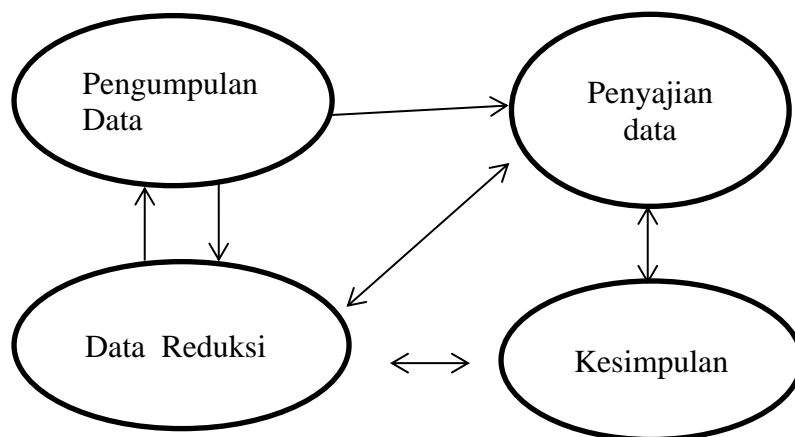 Pengumpulan
Data
Penyajian
data
Data Reduksi
Kesimpulan